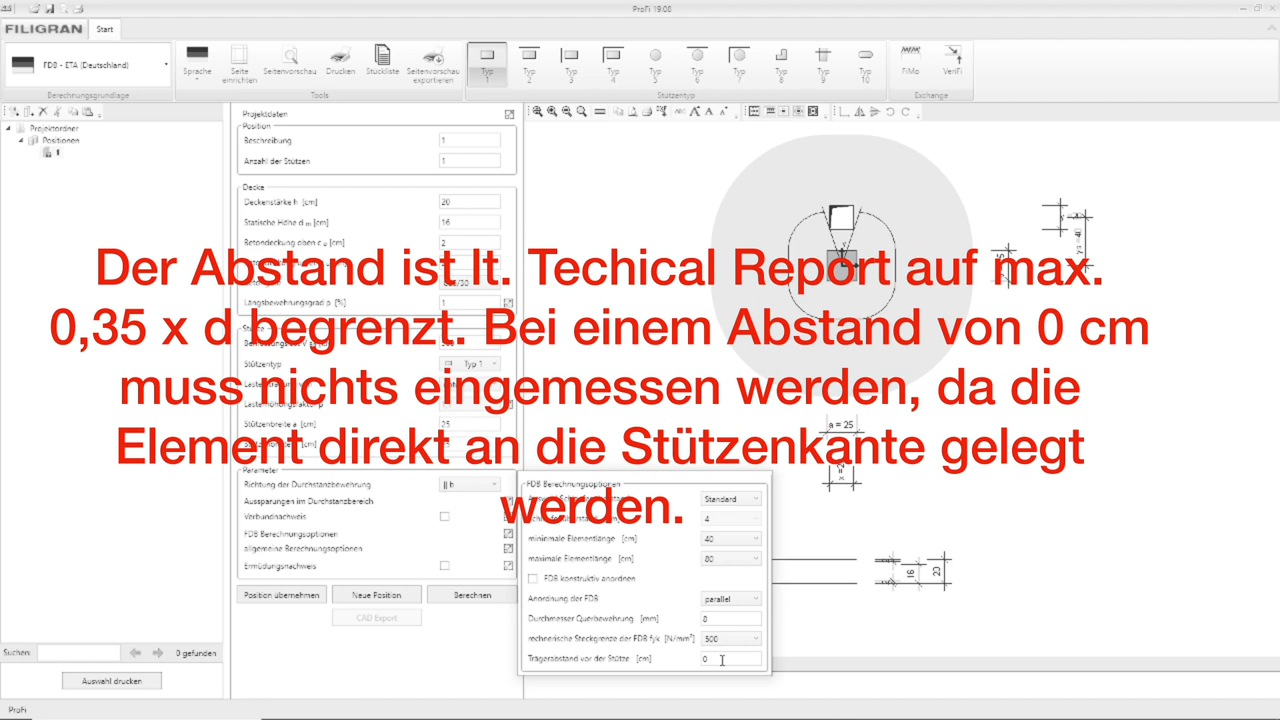 ProFi 19.08
FILIGRAN Start
FDB - ETA (Deutschland)
Sprache
Seite einrichten
Seitenvorschau
Drucken
Stückliste
Seitenvorschau exportieren
Typ 1
Typ 2
Typ 3
Typ 4
Typ 5
Typ 6
Typ 7
Typ 8
Typ 9
Typ 10
FiMo
VeriFi
Berechnungsgrundlage
Tools
Stützentyp
Exchange
Projektordner
Positionen
1
Projektdaten
Position
Beschreibung 1
Anzahl der Stützen 1
Decke
Deckenstärke h [cm] 20
Statische Höhe d m [cm] 16
Betondeckung oben c o [cm] 2
Längsbewehrungsgrad ρ [%] 1
Stützentyp Typ 1
Stützenbreite a [cm] 25
Der Abstand ist lt. Techical Report auf max.
0,35 x d begrenzt. Bei einem Abstand von 0 cm
muss nichts eingemessen werden, da die
Element direkt an die Stützenkante gelegt
werden.
Parameter
Richtung der Durchstanzbewehrung || b
Aussparungen im Durchstanzbereich
Verbundnachweis
FDB Berechnungsoptionen
allgemeine Berechnungsoptionen
Ermüdungsnachweis
Position übernehmen
Neue Position
Berechnen
CAD Export
FDB Berechnungsoptionen
Standard
4
minimale Elementlänge [cm] 40
maximale Elementlänge [cm] 80
FDB konstruktiv anordnen
Anordnung der FDB parallel
Durchmesser Querbewehrung [mm] 8
rechnerische Steckgrenze der FDB fyk [N/mm²] 500
Trägerabstand vor der Stütze [cm] 0
a = 25
16
20
Suchen: 0 gefunden
Auswahl drucken
ProFi